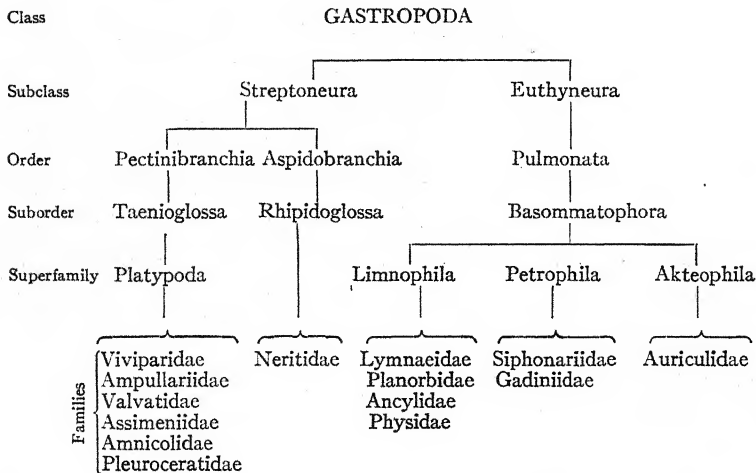 Class GASTROPODA
Subclass Streptoneura Euthyneura
Order Pectinibranchia Aspidobranchia Pulmonata
Suborder Taenioglossa Rhipidoglossa Basommatophora
Superfamily Platypoda Limnophila Petrophila Akteophila
Families
Viviparidae Neritidae Lymnaeidae Siphonariidae Auriculidae
Ampullariidae Planorbidae Gadiniidae
Valvatidae Ancylidae
Assimeniidae Physidae
Amnicolidae
Pleuroceratidae